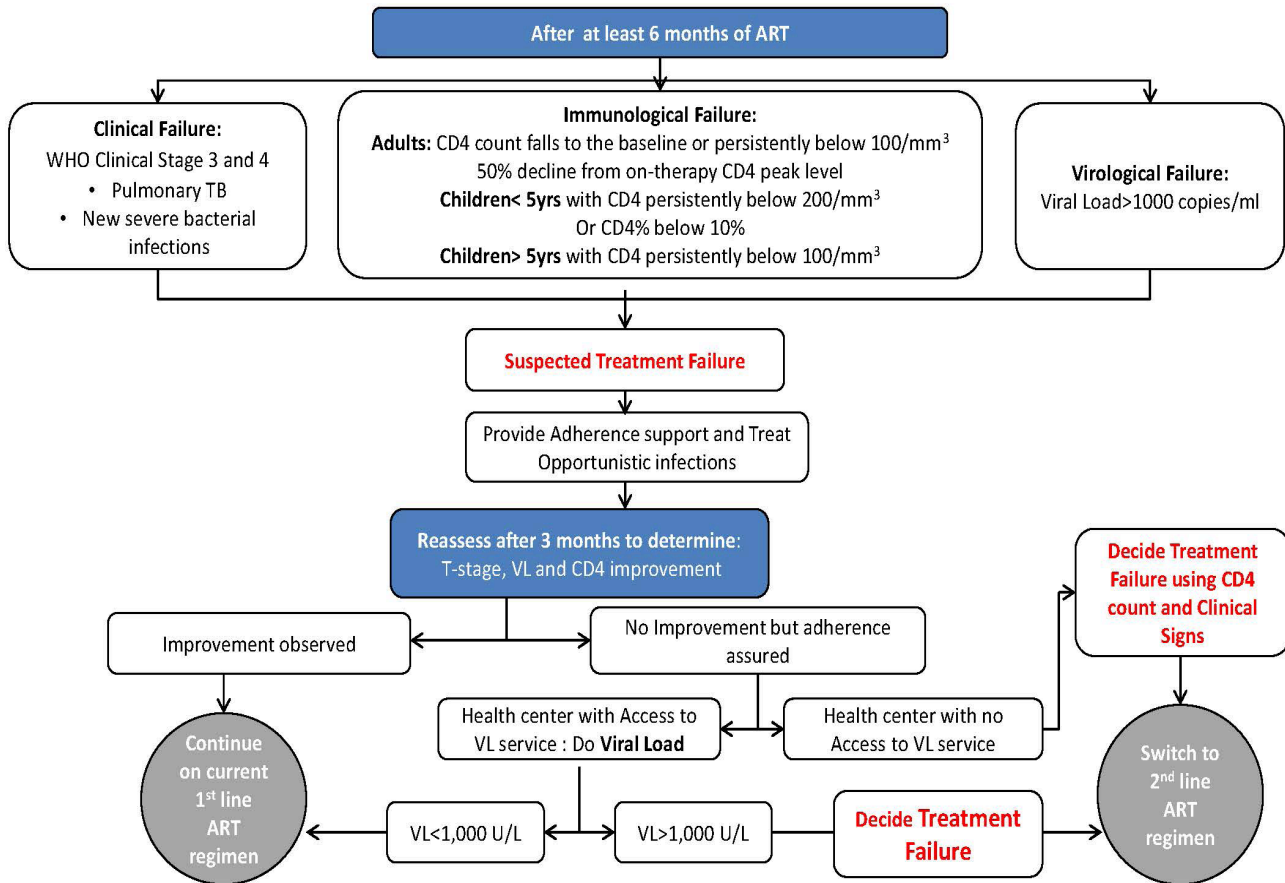 After at least 6 months of ART
Clinical Failure:
WHO Clinical Stage 3 and 4
• Pulmonary TB
• New severe bacterial
infections
Immunological Failure:
Adults: CD4 count falls to the baseline or persistently below 100/mm³
50% decline from on-therapy CD4 peak level
Children< 5yrs with CD4 persistently below 200/mm³
Or CD4% below 10%
Children> 5yrs with CD4 persistently below 100/mm³
Virological Failure:
Viral Load>1000 copies/ml
Suspected Treatment Failure
Provide Adherence support and Treat
Opportunistic infections
Reassess after 3 months to determine:
T-stage, VL and CD4 improvement
Decide Treatment
Failure using CD4
count and Clinical
Signs
Improvement observed
No Improvement but adherence
assured
Health center with Access to
VL service : Do Viral Load
Health center with no
Access to VL service
Continue
on current
1st line
ART
regimen
Switch to
2nd line
ART
regimen
VL<1,000 U/L
VL>1,000 U/L
Decide Treatment
Failure